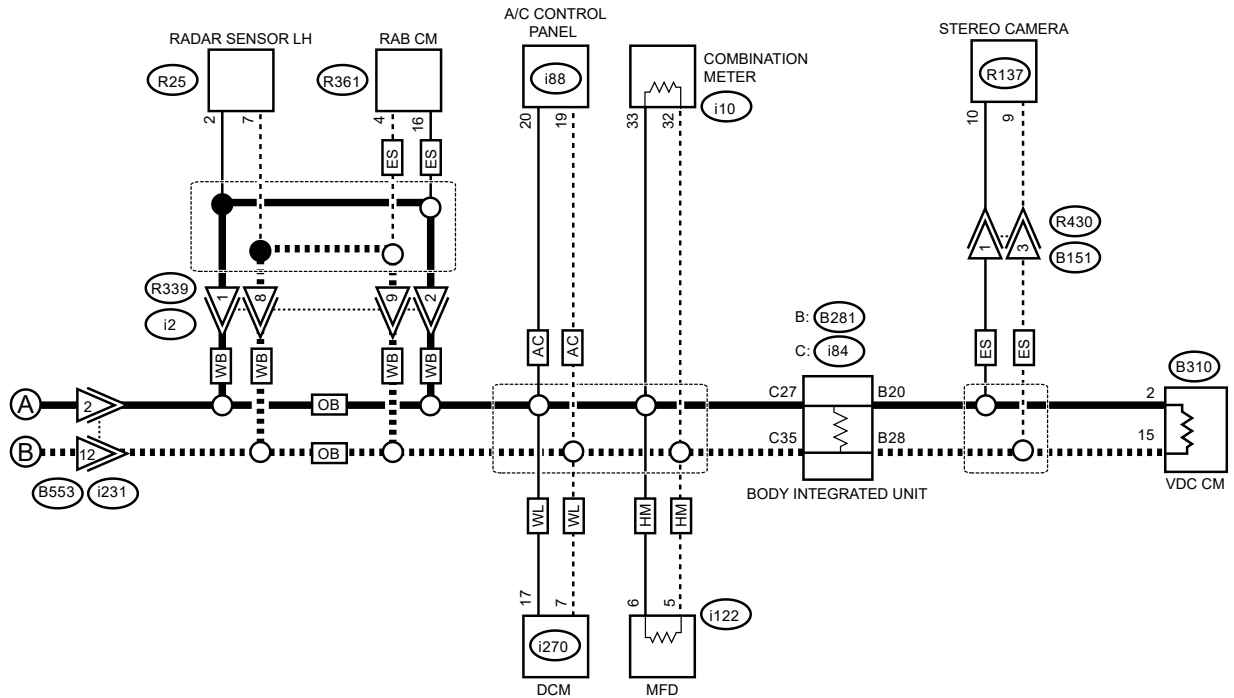 A/C CONTROL
PANEL
RADAR SENSOR LH
RAB CM
STEREO CAMERA
COMBINATION
METER
R25
R361
i88
i10
R137
2
7
4
16
20
19
33
32
10
9
ES
ES
R430
B151
1
3
R339
i2
1
8
9
2
B: B281
C: i84
WB
WB
WB
WB
AC
AC
ES
ES
B310
A
2
OB
C27
B20
2
B
12
OB
C35
B28
15
B553
i231
BODY INTEGRATED UNIT
VDC CM
WL
WL
HM
HM
17
7
6
5
i122
i270
DCM
MFD